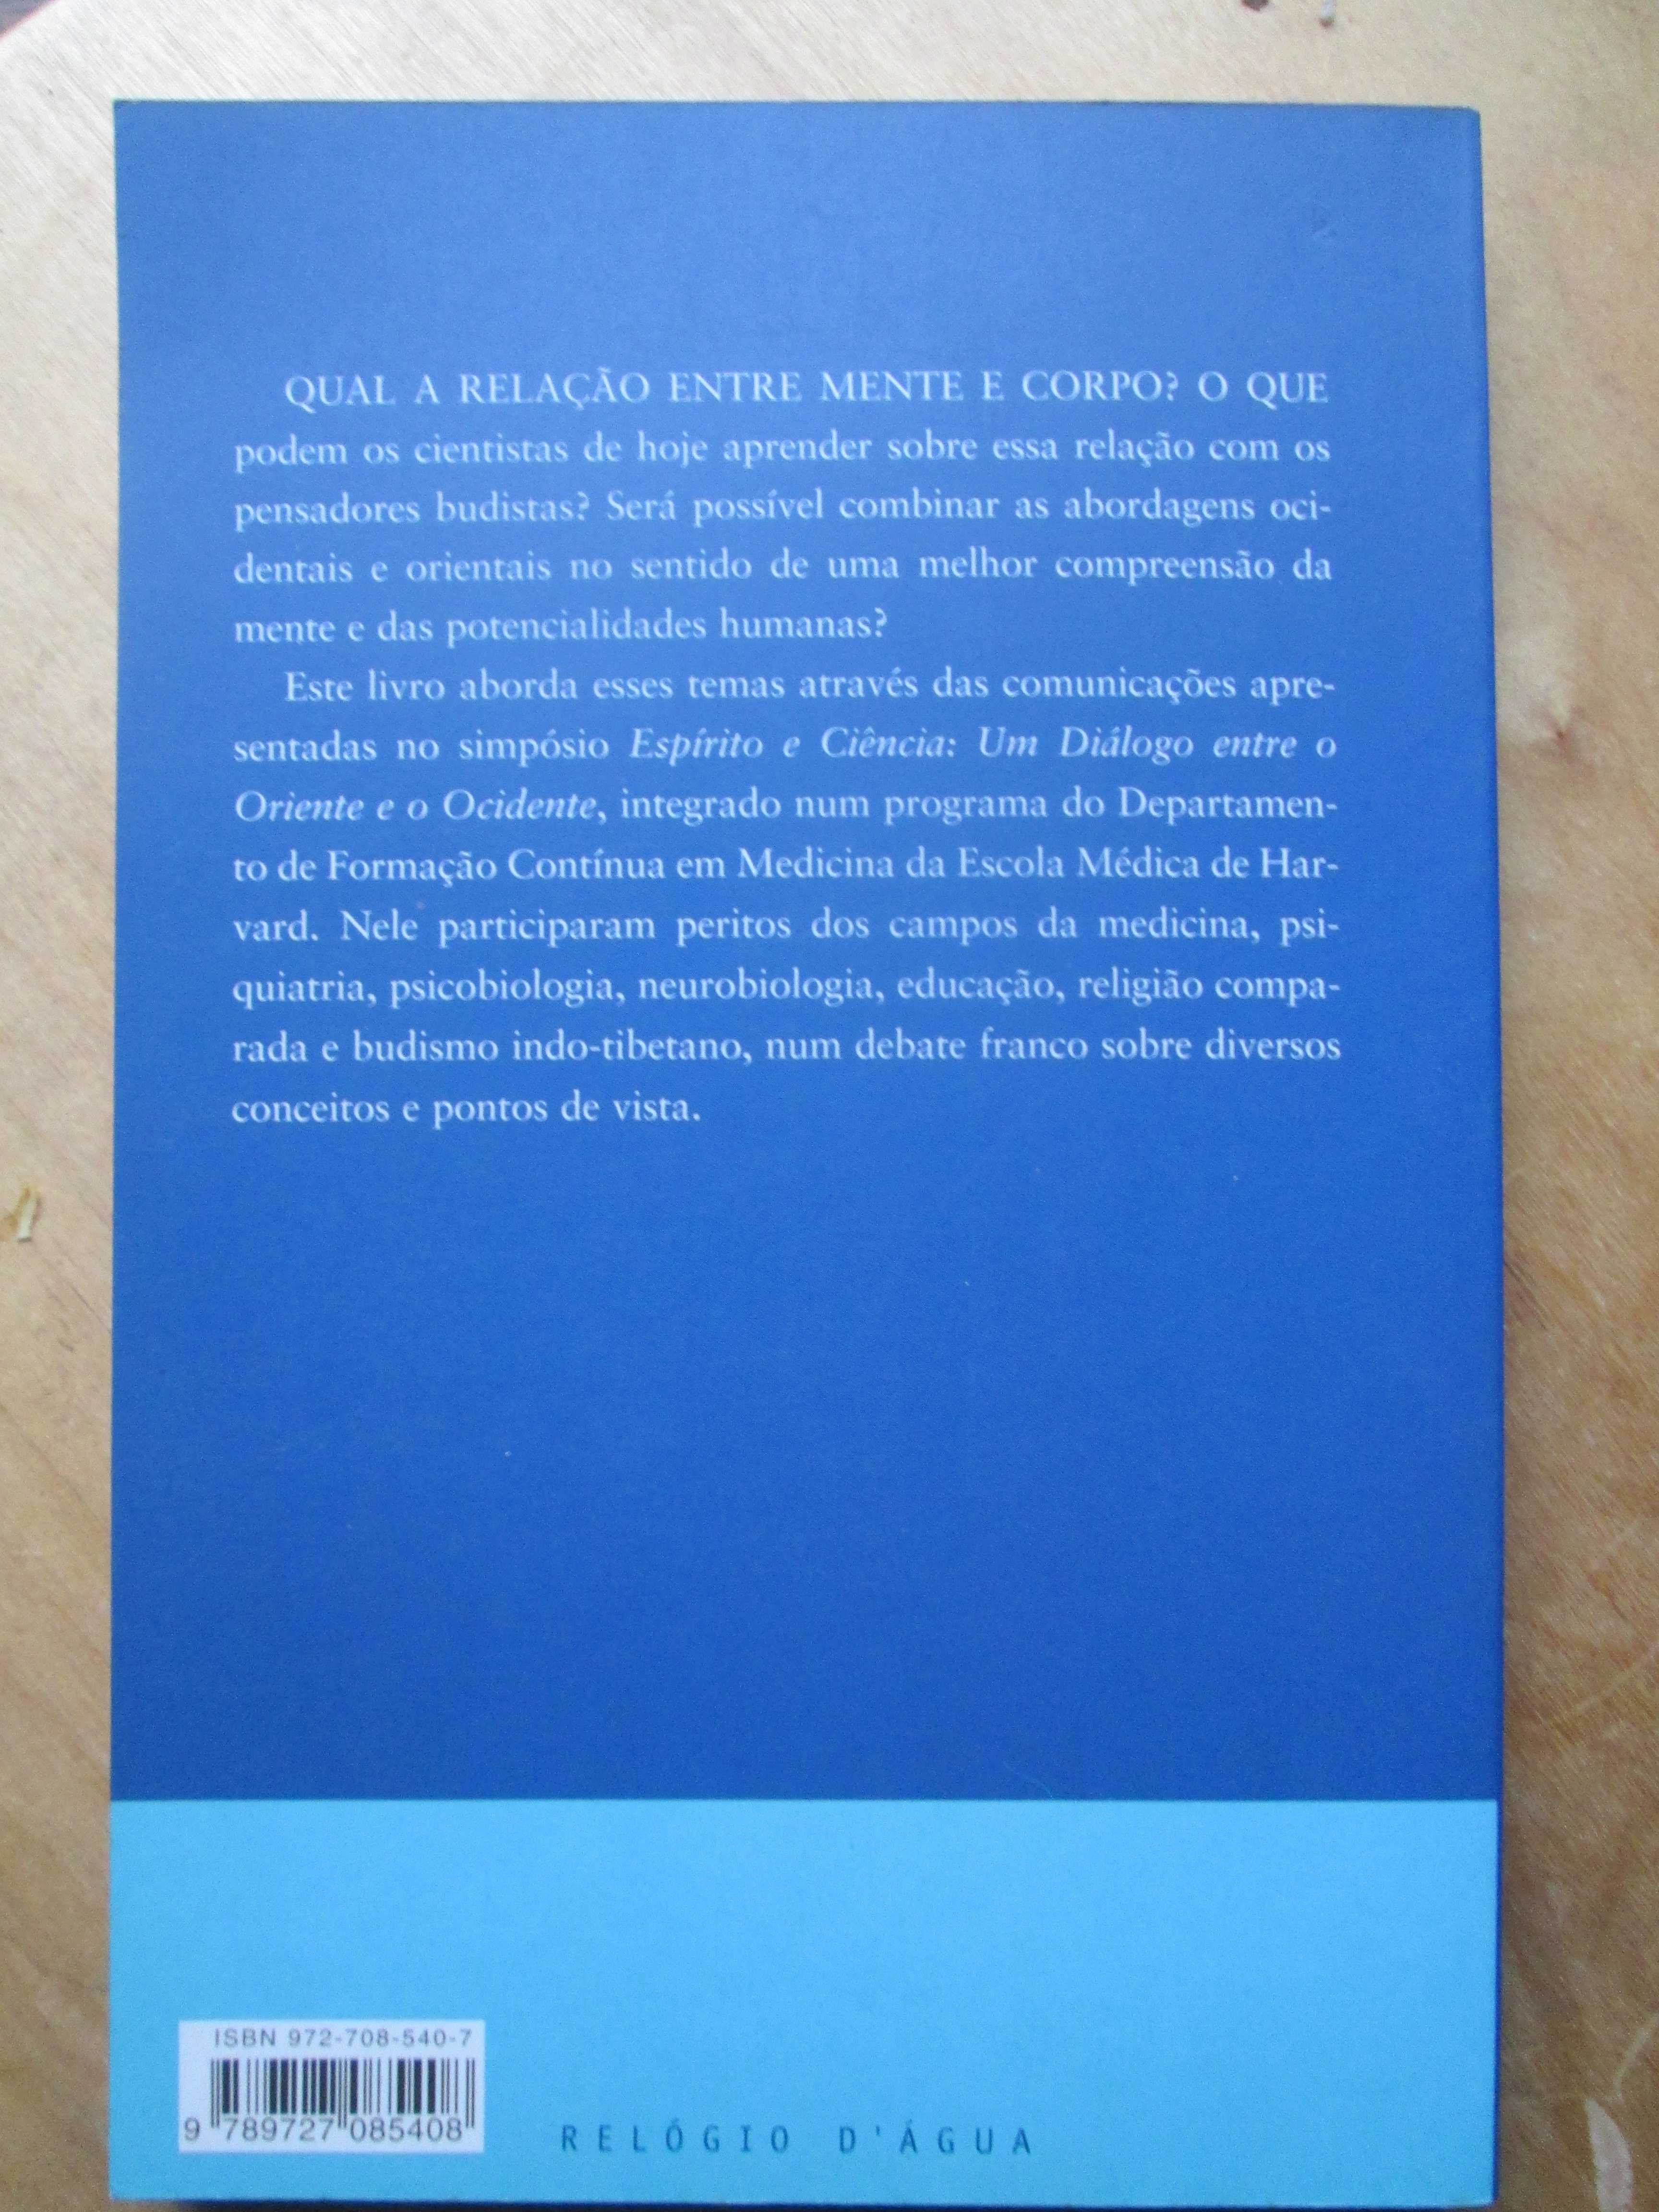 QUAL A RELAÇÃO ENTRE MENTE E CORPO? O QUE
podem os cientistas de hoje aprender sobre essa relação com os
pensadores budistas? Será possível combinar as abordagens oci-
dentais e orientais no sentido de uma melhor compreensão da
mente e das potencialidades humanas?
Este livro aborda esses temas através das comunicações apre-
sentadas no simpósio Espírito e Ciência: Um Diálogo entre o
Oriente e o Ocidente, integrado num programa do Departamen-
to de Formação Contínua em Medicina da Escola Médica de Har-
vard. Nele participaram peritos dos campos da medicina, psi-
quiatria, psicobiologia, neurobiologia, educação, religião compa-
rada e budismo indo-tibetano, num debate franco sobre diversos
conceitos e pontos de vista.
ISBN 972-708-540-7
9 789727 085408
RELÓGIO D'ÁGUA